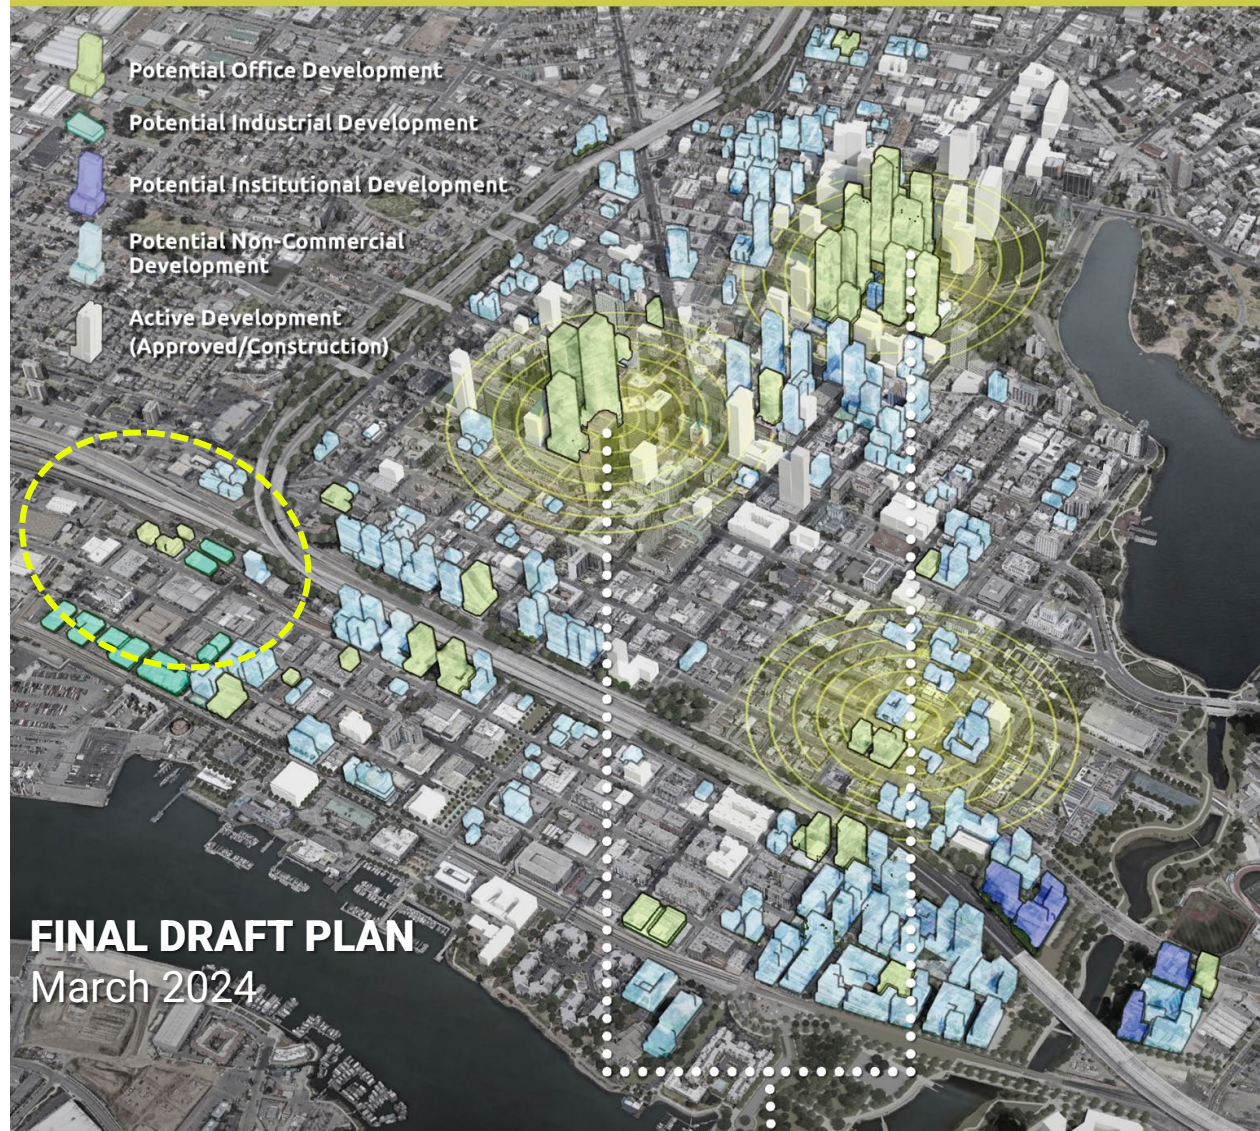 Potential Office Development
Potential Industrial Development
Potential Institutional Development
Potential Non-Commercial
Development
Active Development
(Approved/Construction)
FINAL DRAFT PLAN
March 2024